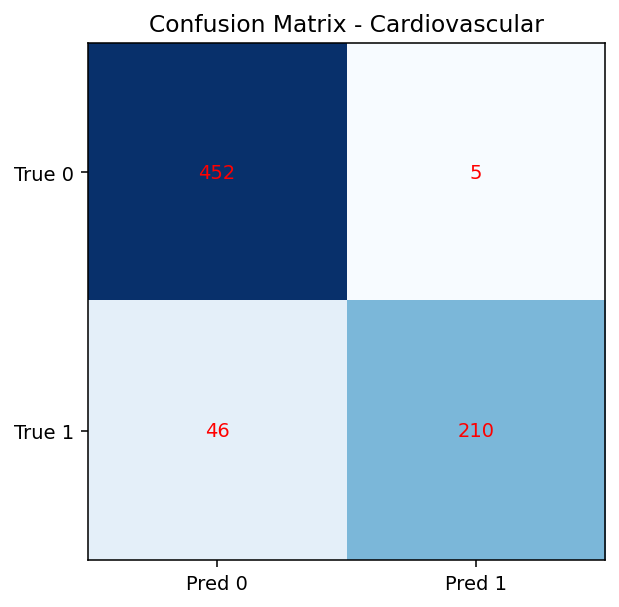 Confusion Matrix - Cardiovascular
True 0
452
5
True 1
46
210
Pred 0
Pred 1